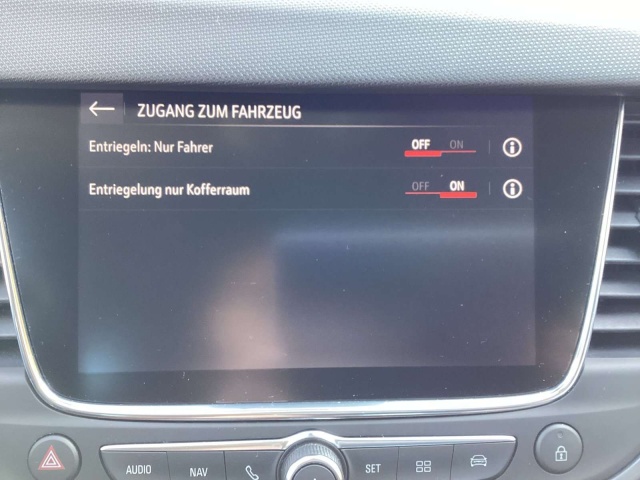 ZUGANG ZUM FAHRZEUG
Entriegeln: Nur Fahrer OFF ON
Entriegelung nur Kofferraum OFF ON
AUDIO NAV SET